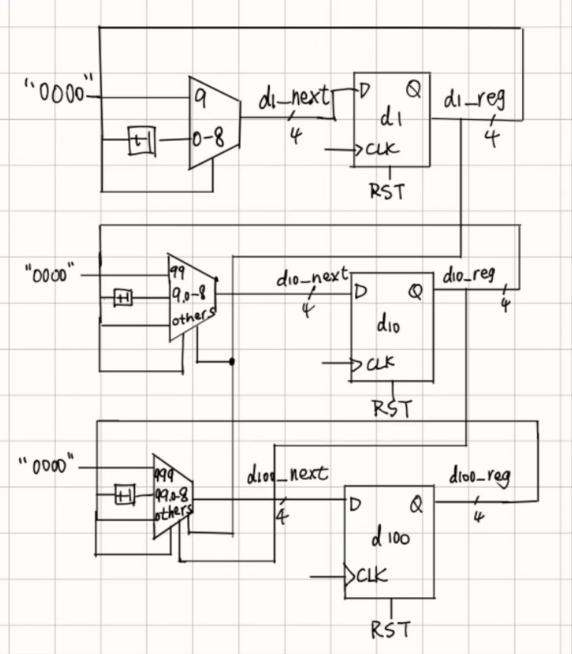 "0000"
9
d1_next
D
Q
d1_reg
+1
0-8
4
d1
4
CLK
RST
"0000"
99
d10_next
D
Q
d10_reg
+1
9,0-8
4
4
others
d10
CLK
RST
"0000"
999
d100_next
D
Q
d100_reg
+1
99,0-8
4
4
others
d100
CLK
RST